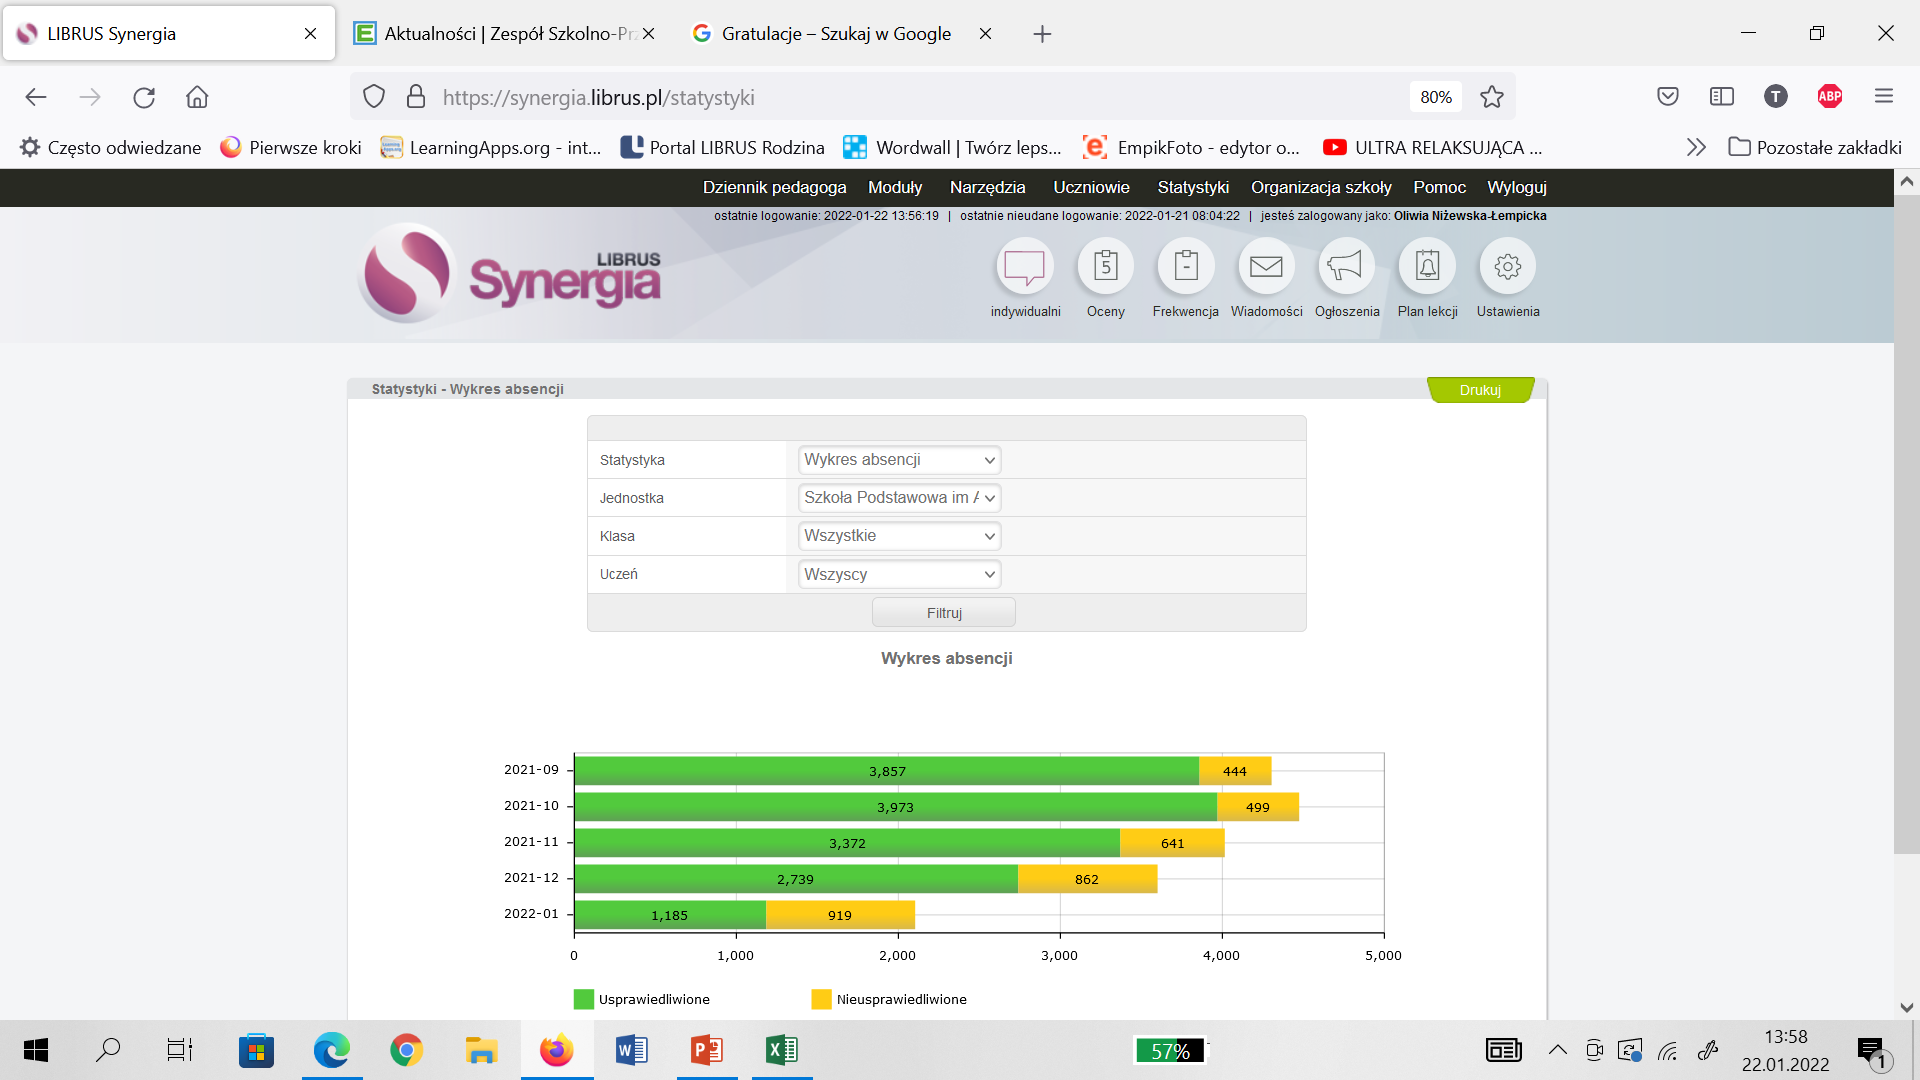 LIBRUS Synergia
Aktualności | Zespół Szkolno-Prz
Gratulacje – Szukaj w Google
https://synergia.librus.pl/statystyki
80%
T
ABP
Często odwiedzane
Pierwsze kroki
LearningApps.org - int...
Portal LIBRUS Rodzina
Wordwall | Twórz leps...
EmpikFoto - edytor o...
ULTRA RELAKSUJĄCA ...
Pozostałe zakładki
Dziennik pedagoga Moduły Narzędzia Uczniowie Statystyki Organizacja szkoły Pomoc Wyloguj
ostatnie logowanie: 2022-01-22 13:56:19 | ostatnie nieudane logowanie: 2022-01-21 08:04:22 | jesteś zalogowany jako: Oliwia Niżewska-Łempicka
LIBRUS
Synergia
5
indywidualni Oceny Frekwencja Wiadomości Ogłoszenia Plan lekcji Ustawienia
Statystyki - Wykres absencji
Drukuj
Statystyka Wykres absencji
Jednostka Szkoła Podstawowa im A
Klasa Wszystkie
Uczeń Wszyscy
Filtruj
Wykres absencji
2021-09 3,857 444
2021-10 3,973 499
2021-11 3,372 641
2021-12 2,739 862
2022-01 1,185 919
0 1,000 2,000 3,000 4,000 5,000
Usprawiedliwione Nieusprawiedliwione
57%
13:58
22.01.2022
1